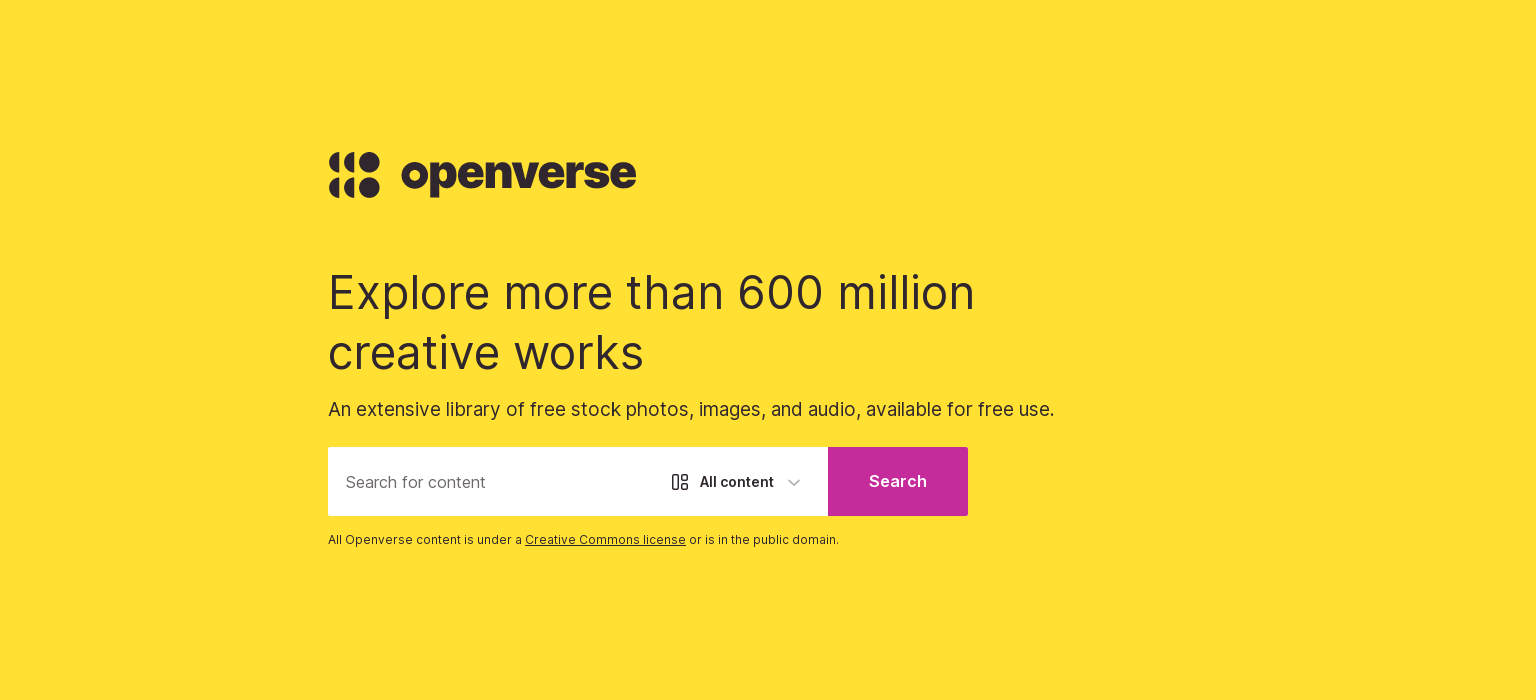 openverse
Explore more than 600 million
creative works
An extensive library of free stock photos, images, and audio, available for free use.
Search for content All content Search
All Openverse content is under a Creative Commons license or is in the public domain.